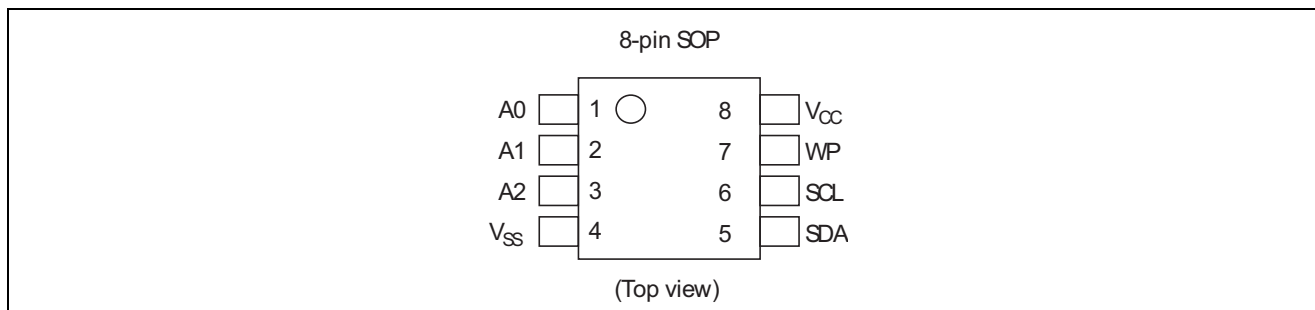 8-pin SOP
A0 1 8 VCC
A1 2 7 WP
A2 3 6 SCL
VSS 4 5 SDA
(Top view)